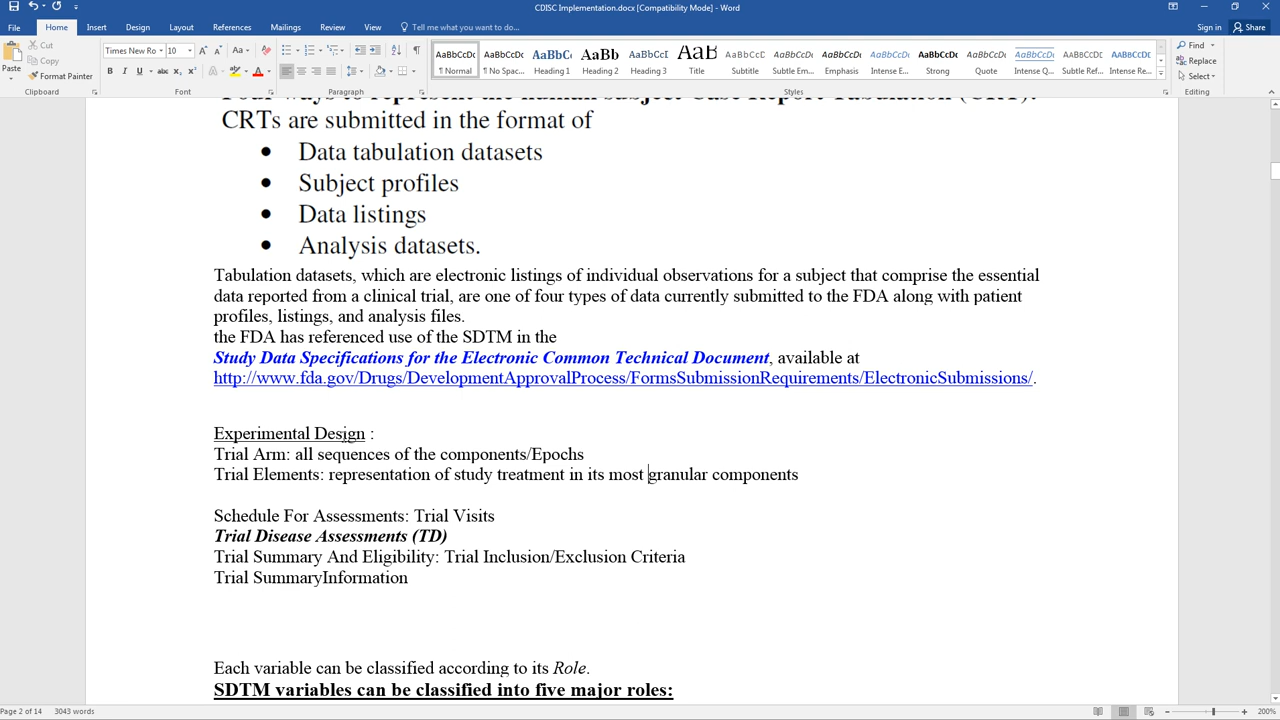 CDISC Implementation.docx [Compatibility Mode] - Word
File Home Insert Design Layout References Mailings Review View Tell me what you want to do... Sign in Share
Cut
Copy
Format Painter
Paste
Times New Ro 10
Clipboard Font Paragraph Styles Editing
AaBbCcDc ¶ Normal
AaBbCcDc ¶ No Spac...
AaBbCc Heading 1
AaBb Heading 2
AaBbCcI Heading 3
AaB Title
AaBbCcDc Subtitle
AaBbCcDc Subtle Em...
AaBbCcDc Emphasis
AaBbCcDc Intense E...
AaBbCcDc Strong
AaBbCcDc Quote
AaBbCcDc Intense Q...
AaBbCcDc Subtle Ref...
AaBbCcDc Intense Re...
Find
Replace
Select
Four ways to represent the human subject Case Report Tabulation (CRT):
CRTs are submitted in the format of
• Data tabulation datasets
• Subject profiles
• Data listings
• Analysis datasets.
Tabulation datasets, which are electronic listings of individual observations for a subject that comprise the essential
data reported from a clinical trial, are one of four types of data currently submitted to the FDA along with patient
profiles, listings, and analysis files.
the FDA has referenced use of the SDTM in the
Study Data Specifications for the Electronic Common Technical Document, available at
http://www.fda.gov/Drugs/DevelopmentApprovalProcess/FormsSubmissionRequirements/ElectronicSubmissions/.
Experimental Design :
Trial Arm: all sequences of the components/Epochs
Trial Elements: representation of study treatment in its most granular components
Schedule For Assessments: Trial Visits
Trial Disease Assessments (TD)
Trial Summary And Eligibility: Trial Inclusion/Exclusion Criteria
Trial SummaryInformation
Each variable can be classified according to its Role.
SDTM variables can be classified into five major roles:
Page 2 of 14 3043 words 200%